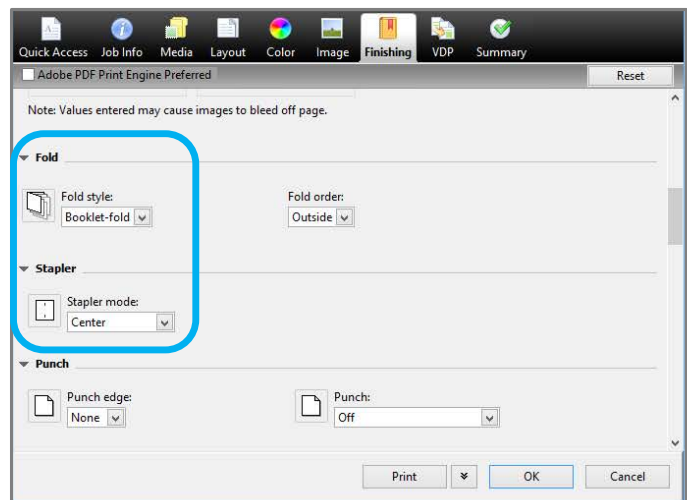 Quick Access Job Info Media Layout Color Image Finishing VDP Summary
Adobe PDF Print Engine Preferred Reset
Note: Values entered may cause images to bleed off page.
Fold
Fold style: Fold order:
Booklet-fold Outside
Stapler
Stapler mode:
Center
Punch
Punch edge: Punch:
None Off
Print OK Cancel